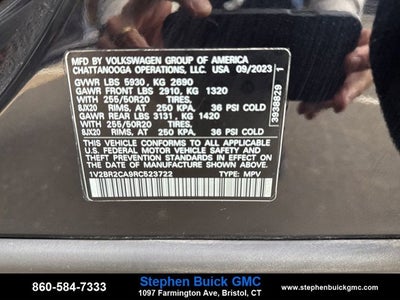 MFD. BY VOLKSWAGEN GROUP OF AMERICA
CHATTANOOGA OPERATIONS, LLC. USA 09/2023
GVWR LBS 5930, KG 2690
GAWR FRONT LBS 2910, KG 1320
WITH 255/50R20 TIRES,
8JX20 RIMS, AT 250 KPA, 36 PSI COLD
GAWR REAR LBS 3131, KG 1420
WITH 255/50R20 TIRES,
8JX20 RIMS, AT 250 KPA, 36 PSI COLD
THIS VEHICLE CONFORMS TO ALL APPLICABLE
U.S. FEDERAL MOTOR VEHICLE SAFETY AND
THEFT PREVENTION STANDARDS IN EFFECT ON THE
DATE OF MANUFACTURE SHOWN ABOVE.
1V2BR2CA9RC523722 TYPE: MPV
3938829 1
860-584-7333
Stephen Buick GMC
1097 Farmington Ave, Bristol, CT
www.stephenbuickgmc.com